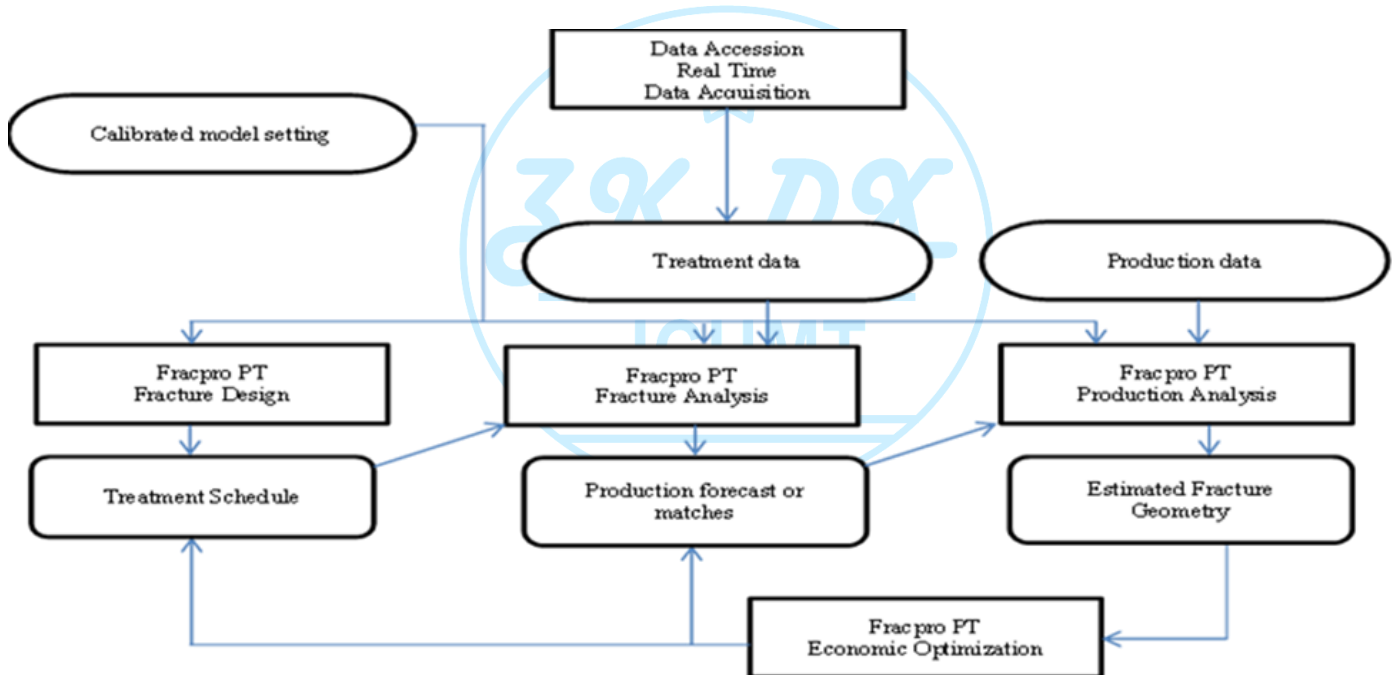 Data Accession
Real Time
Data Acquisition
Calibrated model setting
Treatment data
Production data
Fracpro PT
Fracture Design
Fracpro PT
Fracture Analysis
Fracpro PT
Production Analysis
Treatment Schedule
Production forecast or
matches
Estimated Fracture
Geometry
Fracpro PT
Economic Optimization